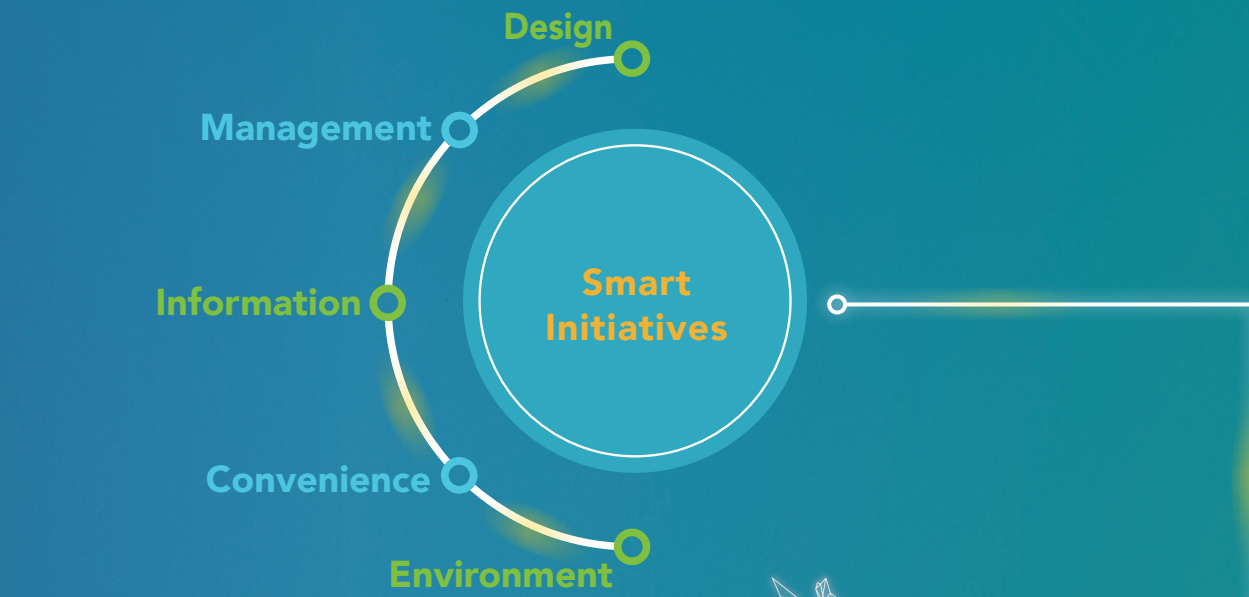 Design
Management
Information
Smart
Initiatives
Convenience
Environment